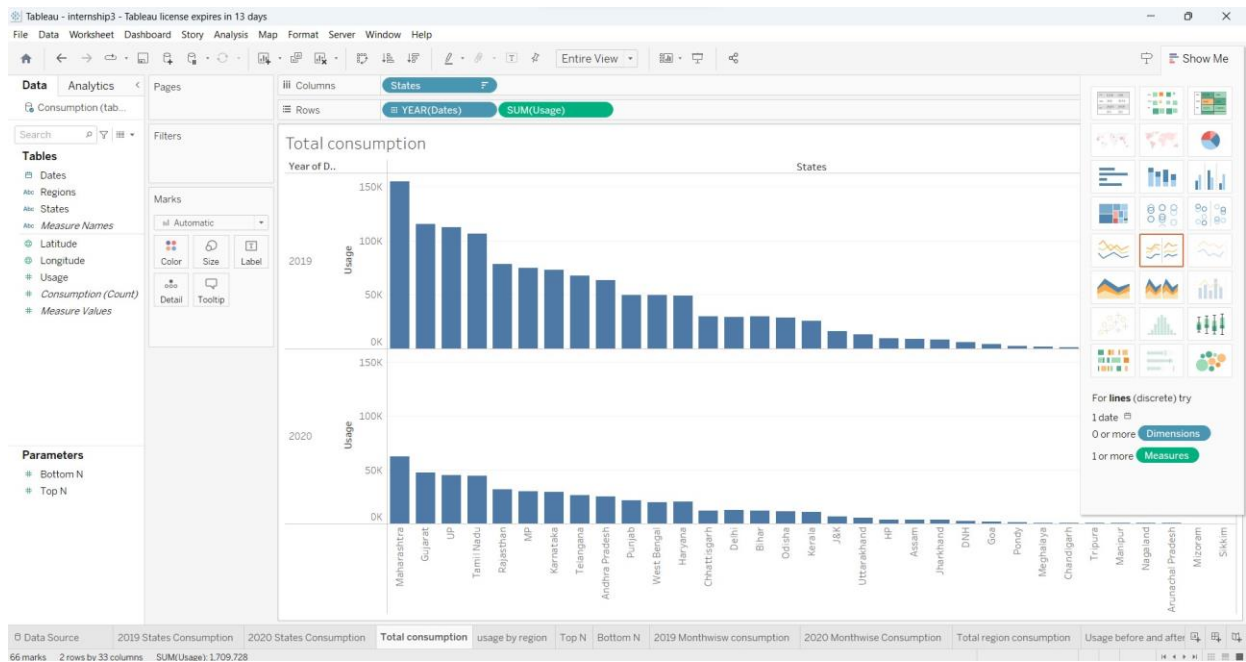 Tableau - internship3 - Tableau license expires in 13 days
File Data Worksheet Dashboard Story Analysis Map Format Server Window Help
Entire View
Show Me
Data Analytics
Pages
Columns States
Consumption (tab...
Rows YEAR(Dates) SUM(Usage)
Search
Filters
Total consumption
Tables
Year of D.. States
Dates
Abc Regions
Abc States
Abc Measure Names
Latitude
Longitude
# Usage
# Consumption (Count)
# Measure Values
Marks
Automatic
Color Size Label
Detail Tooltip
150K
100K
50K
0K
2019
Usage
150K
100K
50K
0K
2020
Usage
Maharashtra
Gujarat
UP
Tamil Nadu
Rajasthan
MP
Karnataka
Telangana
Andhra Pradesh
Punjab
West Bengal
Haryana
Chhattisgarh
Delhi
Bihar
Odisha
Kerala
J&K
Uttarakhand
HP
Assam
Jharkhand
DNH
Goa
Pondy
Meghalaya
Chandigarh
Tripura
Manipur
Nagaland
Arunachal Pradesh
Mizoram
Sikkim
For lines (discrete) try
1 date
0 or more Dimensions
1 or more Measures
Parameters
# Bottom N
# Top N
Data Source 2019 States Consumption 2020 States Consumption Total consumption usage by region Top N Bottom N 2019 Monthwisw consumption 2020 Monthwise Consumption Total region consumption Usage before and after
66 marks 2 rows by 33 columns SUM(Usage): 1,709,728